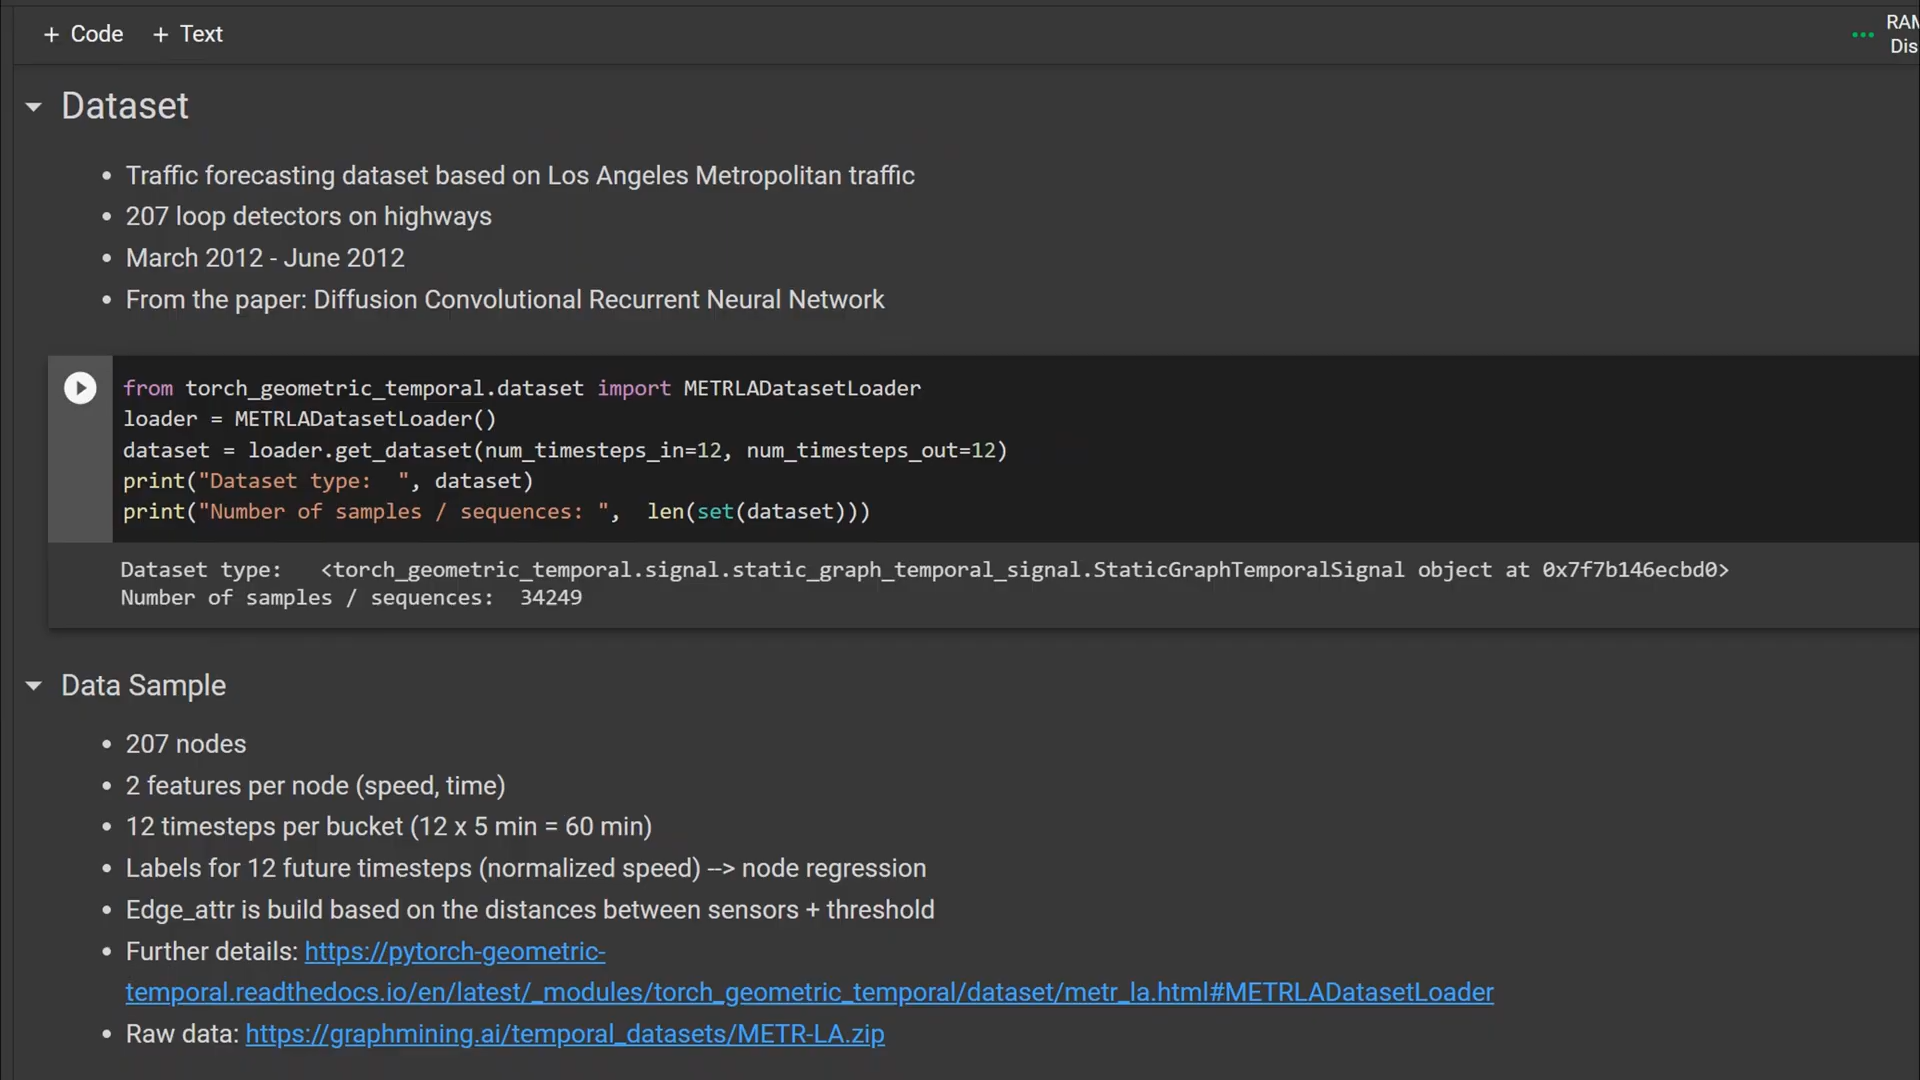 + Code + Text
RAM
Dis
Dataset
• Traffic forecasting dataset based on Los Angeles Metropolitan traffic
• 207 loop detectors on highways
• March 2012 - June 2012
• From the paper: Diffusion Convolutional Recurrent Neural Network
from torch_geometric_temporal.dataset import METRLADatasetLoader
loader = METRLADatasetLoader()
dataset = loader.get_dataset(num_timesteps_in=12, num_timesteps_out=12)
print("Dataset type:  ", dataset)
print("Number of samples / sequences: ",  len(set(dataset)))
Dataset type:   <torch_geometric_temporal.signal.static_graph_temporal_signal.StaticGraphTemporalSignal object at 0x7f7b146ecbd0>
Number of samples / sequences:  34249
Data Sample
• 207 nodes
• 2 features per node (speed, time)
• 12 timesteps per bucket (12 x 5 min = 60 min)
• Labels for 12 future timesteps (normalized speed) --> node regression
• Edge_attr is build based on the distances between sensors + threshold
• Further details: https://pytorch-geometric-
temporal.readthedocs.io/en/latest/_modules/torch_geometric_temporal/dataset/metr_la.html#METRLADatasetLoader
• Raw data: https://graphmining.ai/temporal_datasets/METR-LA.zip